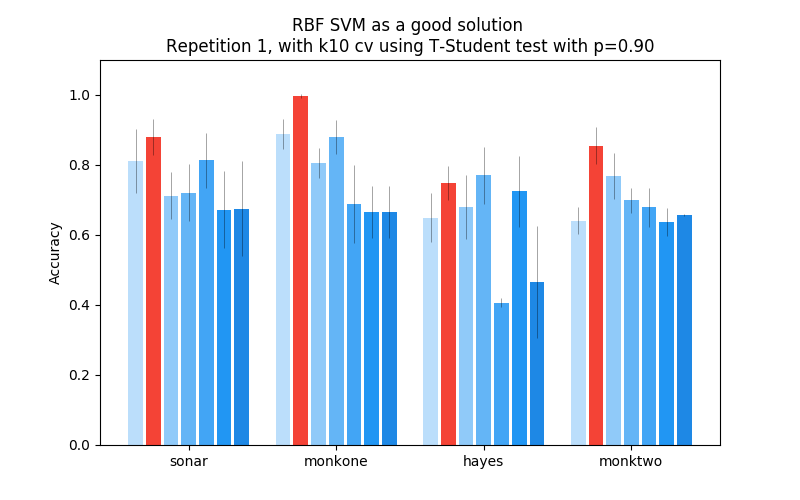 RBF SVM as a good solution
Repetition 1, with k10 cv using T-Student test with p=0.90
1.0
0.8
0.6
0.4
0.2
0.0
Accuracy
sonar
monkone
hayes
monktwo